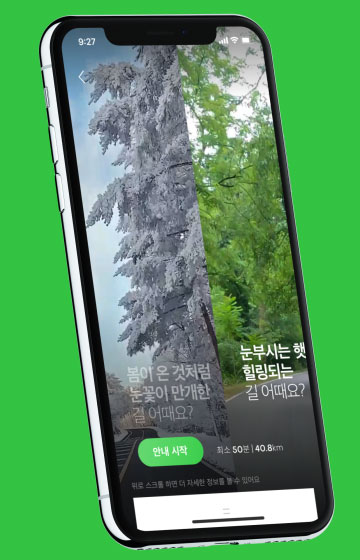 9:27
봄이 온 것처럼
눈꽃이 만개한
길 어때요?
눈부시는 햇
힐링되는
길 어때요?
안내 시작
최소 50분 | 40.8km
위로 스크롤 하면 더 자세한 정보를 볼 수 있어요